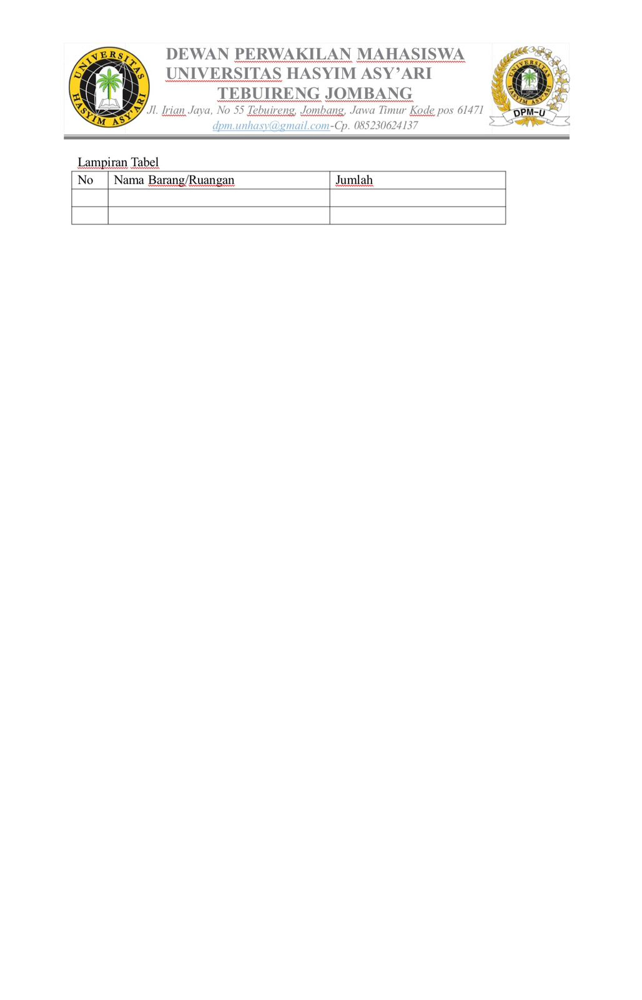 UNIVERSITAS
HASYIM ASY'ARI
DEWAN PERWAKILAN MAHASISWA
UNIVERSITAS HASYIM ASY’ARI
TEBUIRENG JOMBANG
Jl. Irian Jaya, No 55 Tebuireng, Jombang, Jawa Timur Kode pos 61471
dpm.unhasy@gmail.com-Cp. 085230624137
UNIVERSITAS
HASYIM ASY'ARI
DPM
DPM-U
Lampiran Tabel
No Nama Barang/Ruangan Jumlah